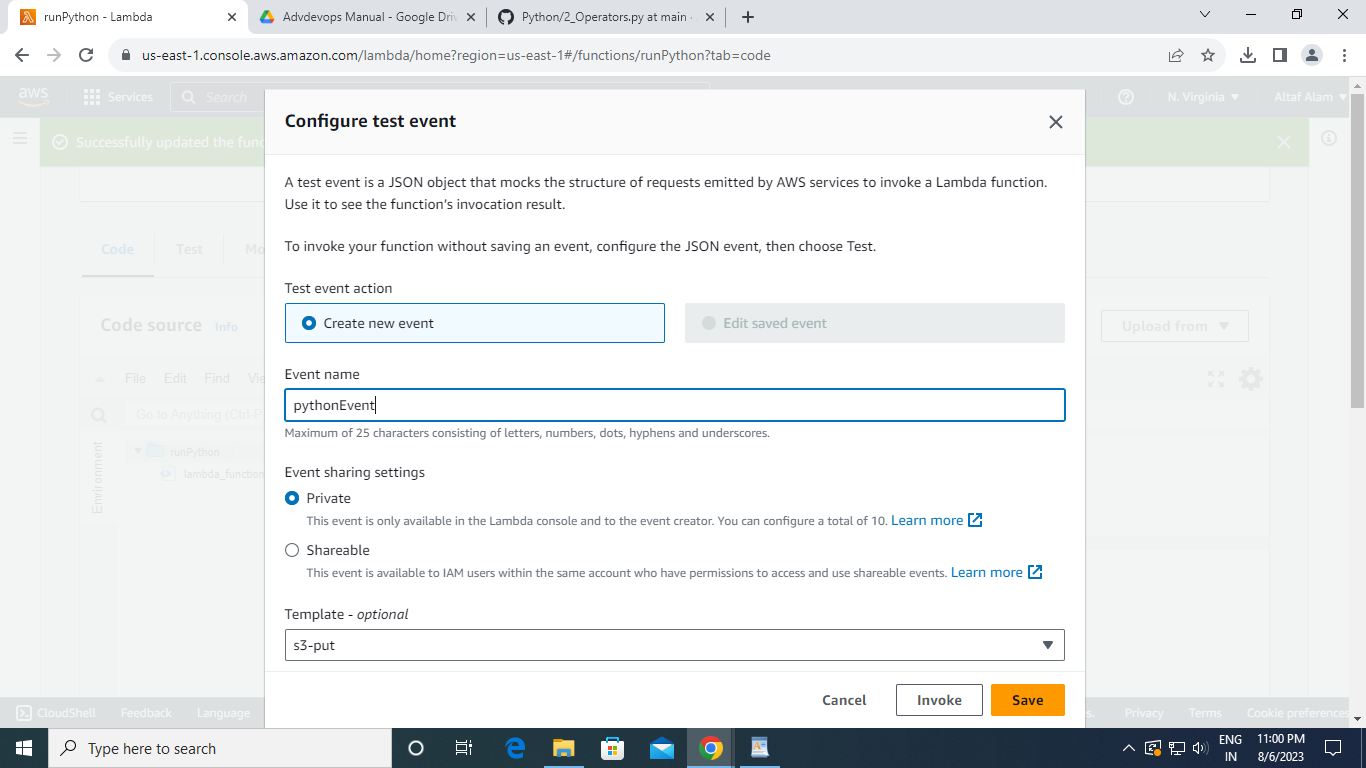 runPython - Lambda
Advdevops Manual - Google Driv
Python/2_Operators.py at main ·
us-east-1.console.aws.amazon.com/lambda/home?region=us-east-1#/functions/runPython?tab=code
aws
Services
Search
N. Virginia
Altaf Alam
Successfully updated the func
Configure test event
A test event is a JSON object that mocks the structure of requests emitted by AWS services to invoke a Lambda function.
Use it to see the function's invocation result.
To invoke your function without saving an event, configure the JSON event, then choose Test.
Code
Test
Mo
Test event action
Create new event
Edit saved event
Code source
Info
Upload from
Event name
File
Edit
Find
Vie
pythonEvent
Go to Anything (Ctrl-P
Maximum of 25 characters consisting of letters, numbers, dots, hyphens and underscores.
Environment
runPython
lambda_function
Event sharing settings
Private
This event is only available in the Lambda console and to the event creator. You can configure a total of 10. Learn more
Shareable
This event is available to IAM users within the same account who have permissions to access and use shareable events. Learn more
Template - optional
s3-put
Cancel
Invoke
Save
CloudShell
Feedback
Language
s.
Privacy
Terms
Cookie preferences
Type here to search
ENG
IN
11:00 PM
8/6/2023